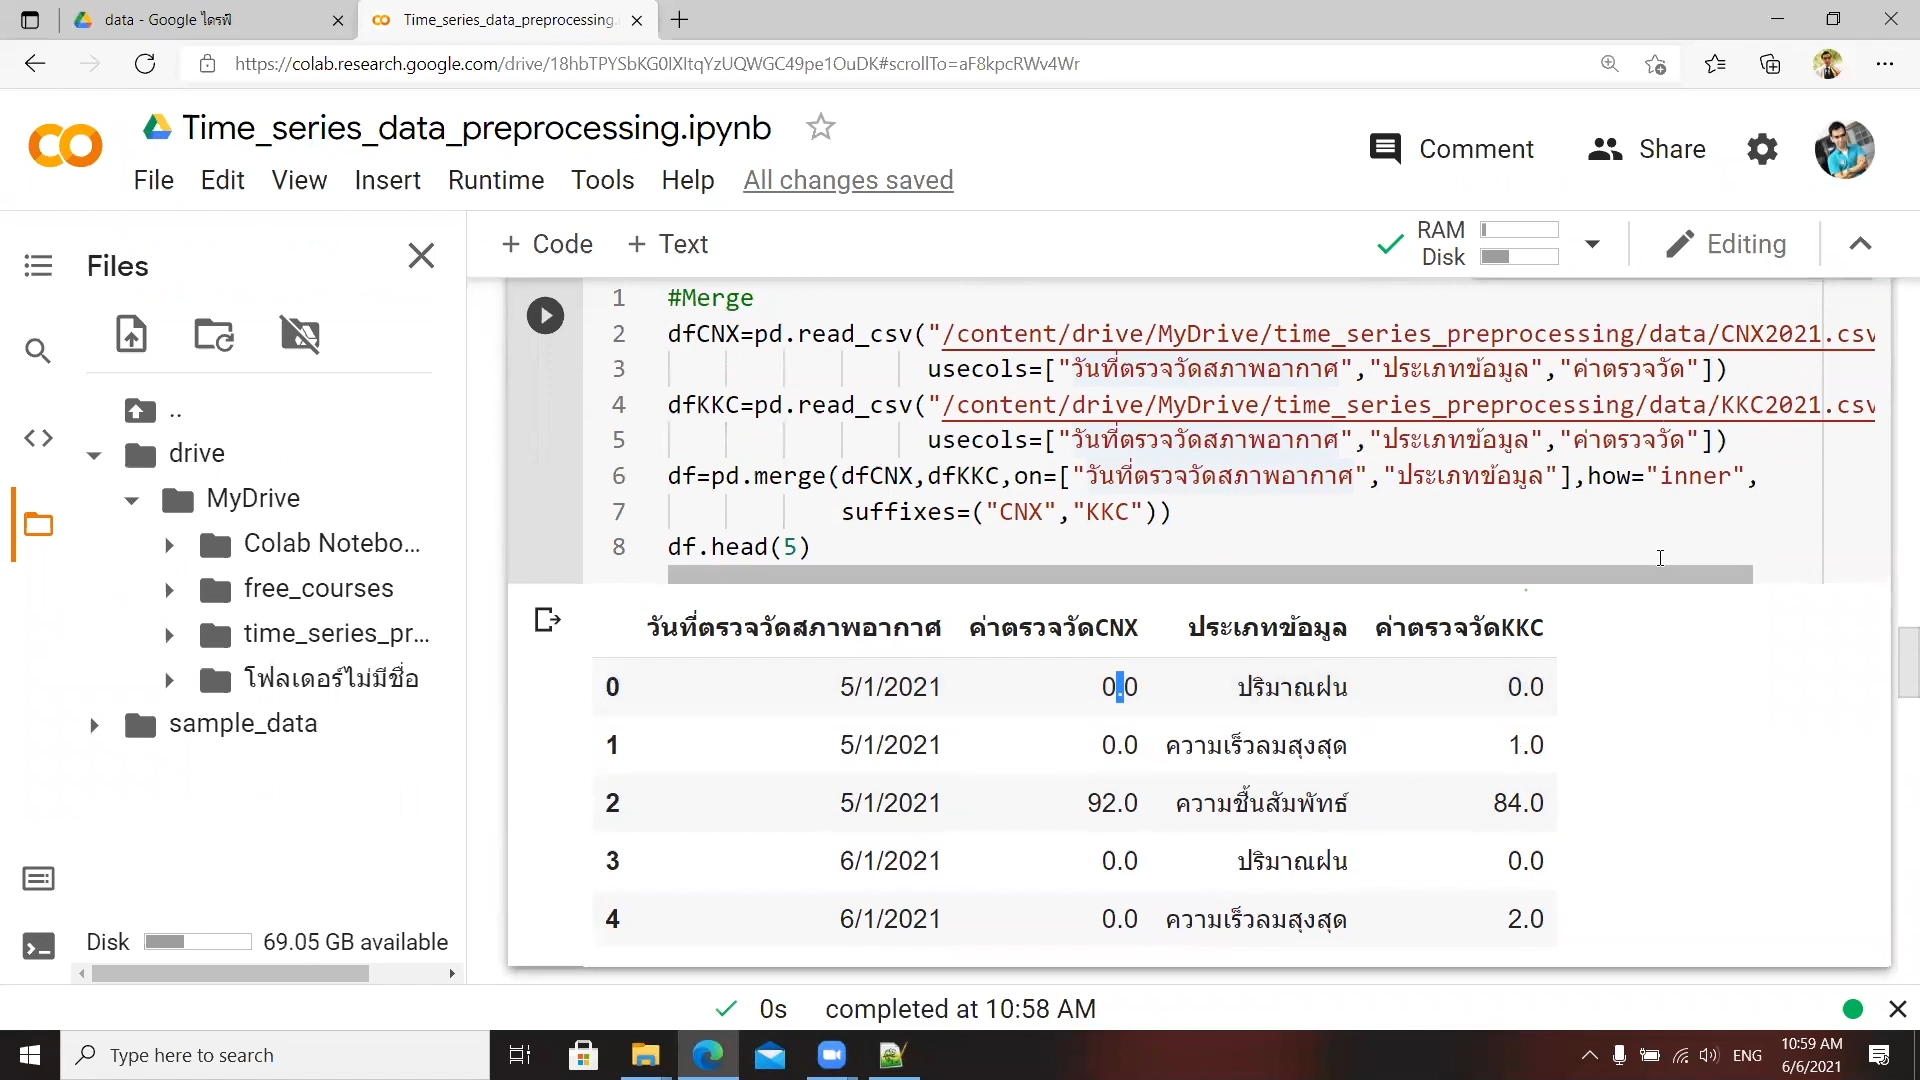 data - Google ไดรฟ์
Time_series_data_preprocessing.
https://colab.research.google.com/drive/18hbTPYSbKG0IXItqYzUQWGC49pe1OuDK#scrollTo=aF8kpcRWv4Wr
Time_series_data_preprocessing.ipynb
Comment Share
File Edit View Insert Runtime Tools Help All changes saved
Files
+ Code + Text
RAM
Disk
Editing
..
drive
MyDrive
Colab Notebo...
free_courses
time_series_pr...
โฟลเดอร์ไม่มีชื่อ
sample_data
Disk 69.05 GB available
1 #Merge
2 dfCNX=pd.read_csv("/content/drive/MyDrive/time_series_preprocessing/data/CNX2021.csv
3 usecols=["วันที่ตรวจวัดสภาพอากาศ","ประเภทข้อมูล","ค่าตรวจวัด"])
4 dfKKC=pd.read_csv("/content/drive/MyDrive/time_series_preprocessing/data/KKC2021.csv
5 usecols=["วันที่ตรวจวัดสภาพอากาศ","ประเภทข้อมูล","ค่าตรวจวัด"])
6 df=pd.merge(dfCNX,dfKKC,on=["วันที่ตรวจวัดสภาพอากาศ","ประเภทข้อมูล"],how="inner",
7 suffixes=("CNX","KKC"))
8 df.head(5)
วันที่ตรวจวัดสภาพอากาศ ค่าตรวจวัดCNX ประเภทข้อมูล ค่าตรวจวัดKKC
0 5/1/2021 0.0 ปริมาณฝน 0.0
1 5/1/2021 0.0 ความเร็วลมสูงสุด 1.0
2 5/1/2021 92.0 ความชื้นสัมพัทธ์ 84.0
3 6/1/2021 0.0 ปริมาณฝน 0.0
4 6/1/2021 0.0 ความเร็วลมสูงสุด 2.0
0s completed at 10:58 AM
Type here to search
ENG
10:59 AM
6/6/2021